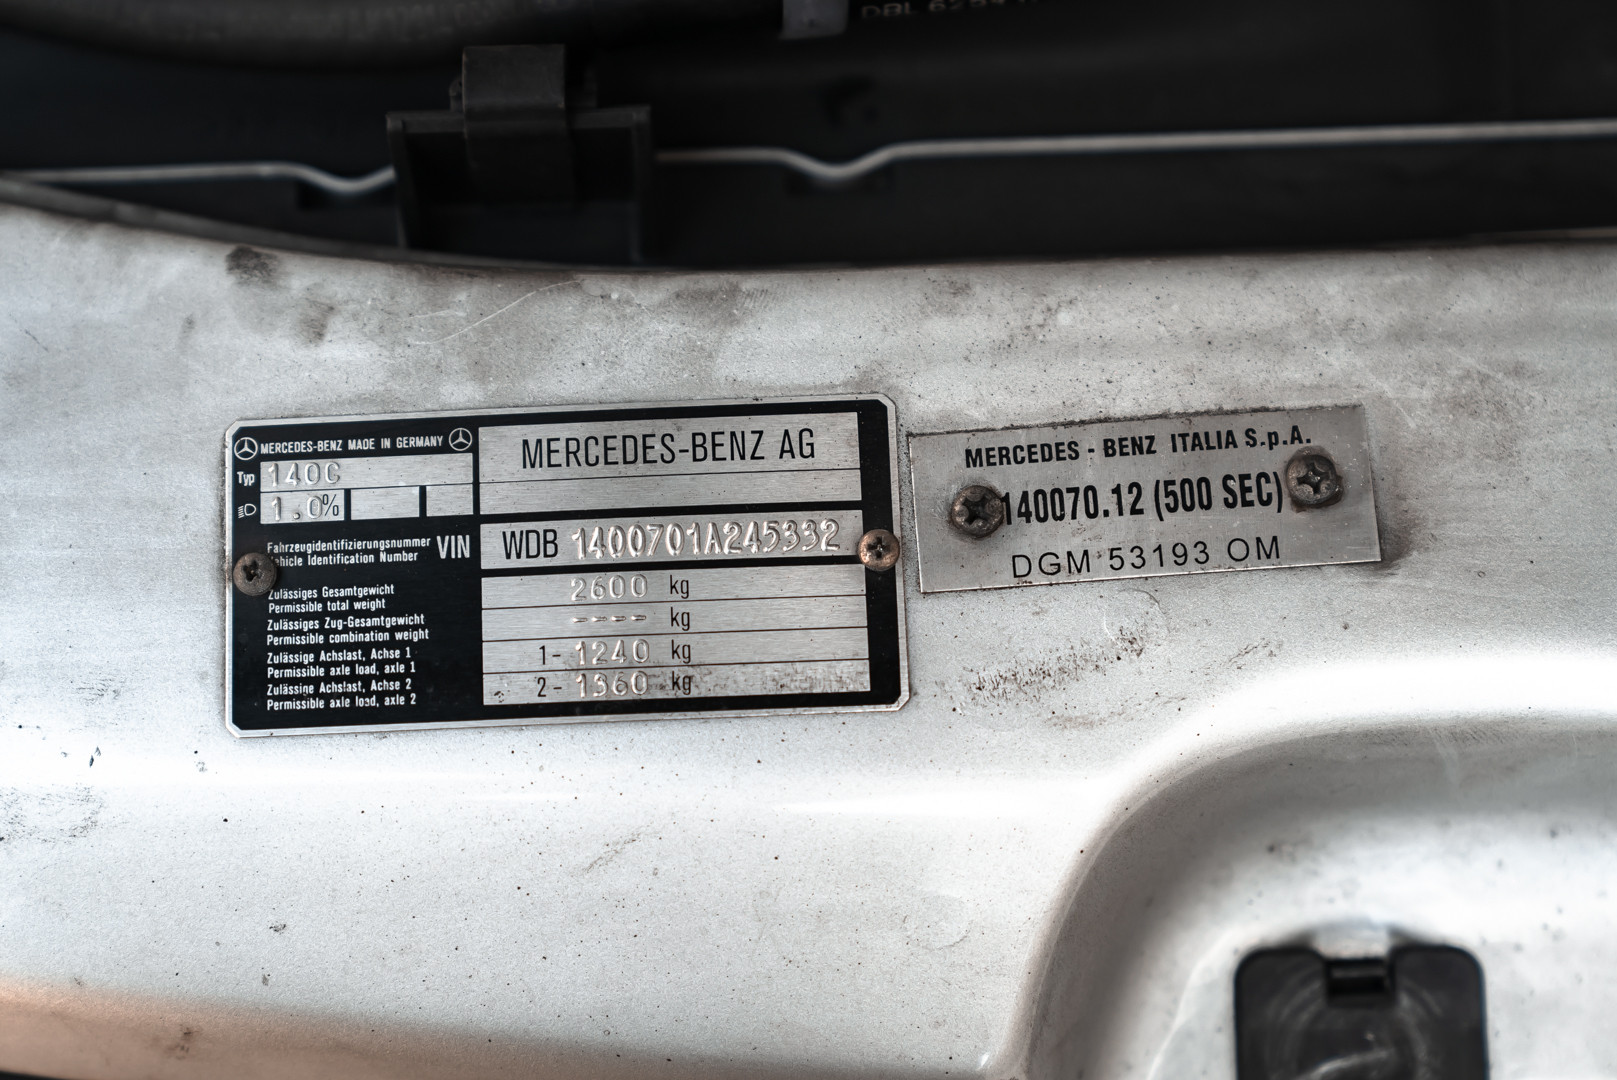 MERCEDES-BENZ MADE IN GERMANY
Typ 140C
1.0%
MERCEDES-BENZ AG
Fahrzeugidentifizierungsnummer
Identification Number
VIN
WDB 1400701A245332
Zulässiges Gesamtgewicht
Permissible total weight
2600 kg
Zulässiges Zug-Gesamtgewicht
Permissible combination weight
---- kg
Zulässige Achslast, Achse 1
Permissible axle load, axle 1
1- 1240 kg
Zulässige Achslast, Achse 2
Permissible axle load, axle 2
2- 1360 kg
MERCEDES - BENZ ITALIA S.p.A.
140070.12 (500 SEC)
DGM 53193 OM